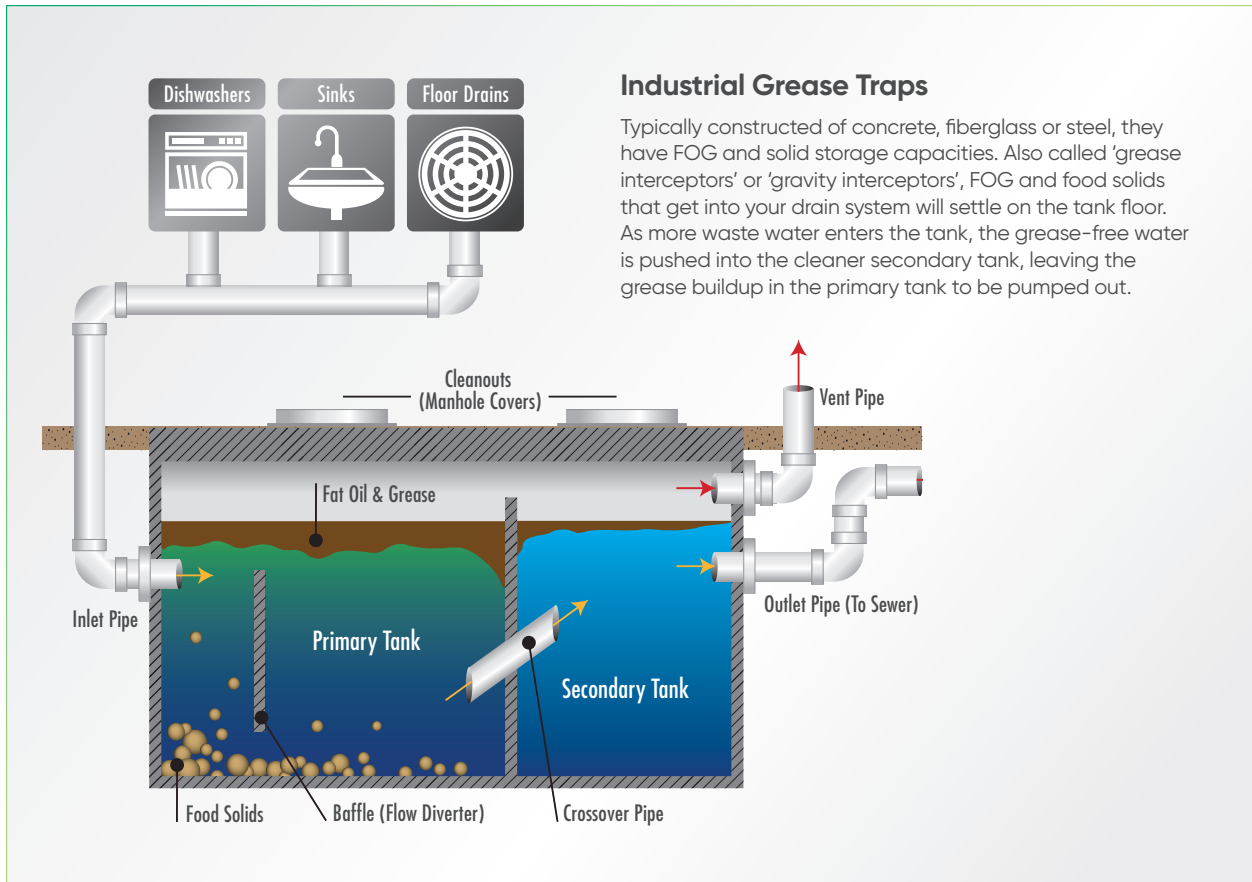 Dishwashers
Sinks
Floor Drains
Industrial Grease Traps
Typically constructed of concrete, fiberglass or steel, they
have FOG and solid storage capacities. Also called ‘grease
interceptors’ or ‘gravity interceptors’, FOG and food solids
that get into your drain system will settle on the tank floor.
As more waste water enters the tank, the grease-free water
is pushed into the cleaner secondary tank, leaving the
grease buildup in the primary tank to be pumped out.
Cleanouts
(Manhole Covers)
Vent Pipe
Fat Oil & Grease
Inlet Pipe
Outlet Pipe (To Sewer)
Primary Tank
Secondary Tank
Food Solids
Baffle (Flow Diverter)
Crossover Pipe